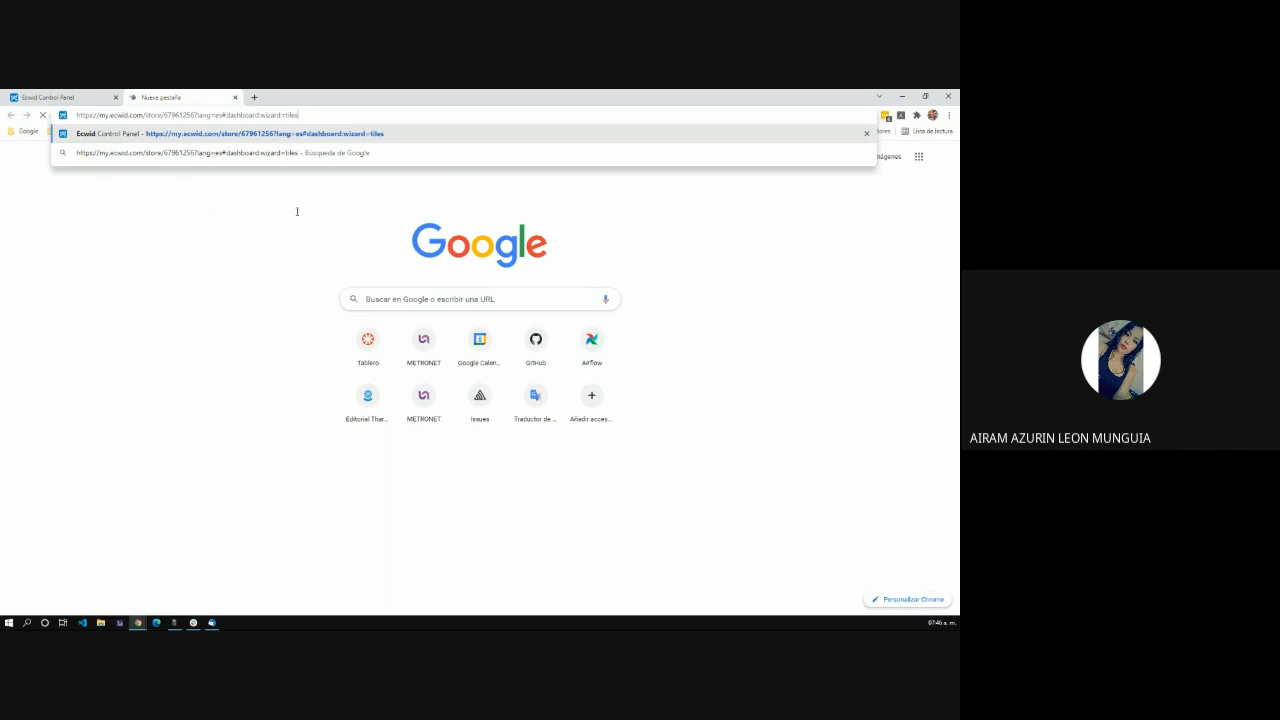 Ecwid Control Panel
Nueva pestaña
https://my.ecwid.com/store/67961256?lang=es#dashboard:wizard=tiles
Google
Lista de lectura
Ecwid Control Panel - https://my.ecwid.com/store/67961256?lang=es#dashboard:wizard=tiles
https://my.ecwid.com/store/67961256?lang=es#dashboard:wizard=tiles - Búsqueda de Google
Google
Buscar en Google o escribir una URL
Tablero
METRONET
Google Calen...
GitHub
Airflow
Editorial Thar...
METRONET
Issues
Traductor de ...
Añadir acces...
AIRAM AZURIN LEON MUNGUIA
Personalizar Chrome
07:46 a. m.